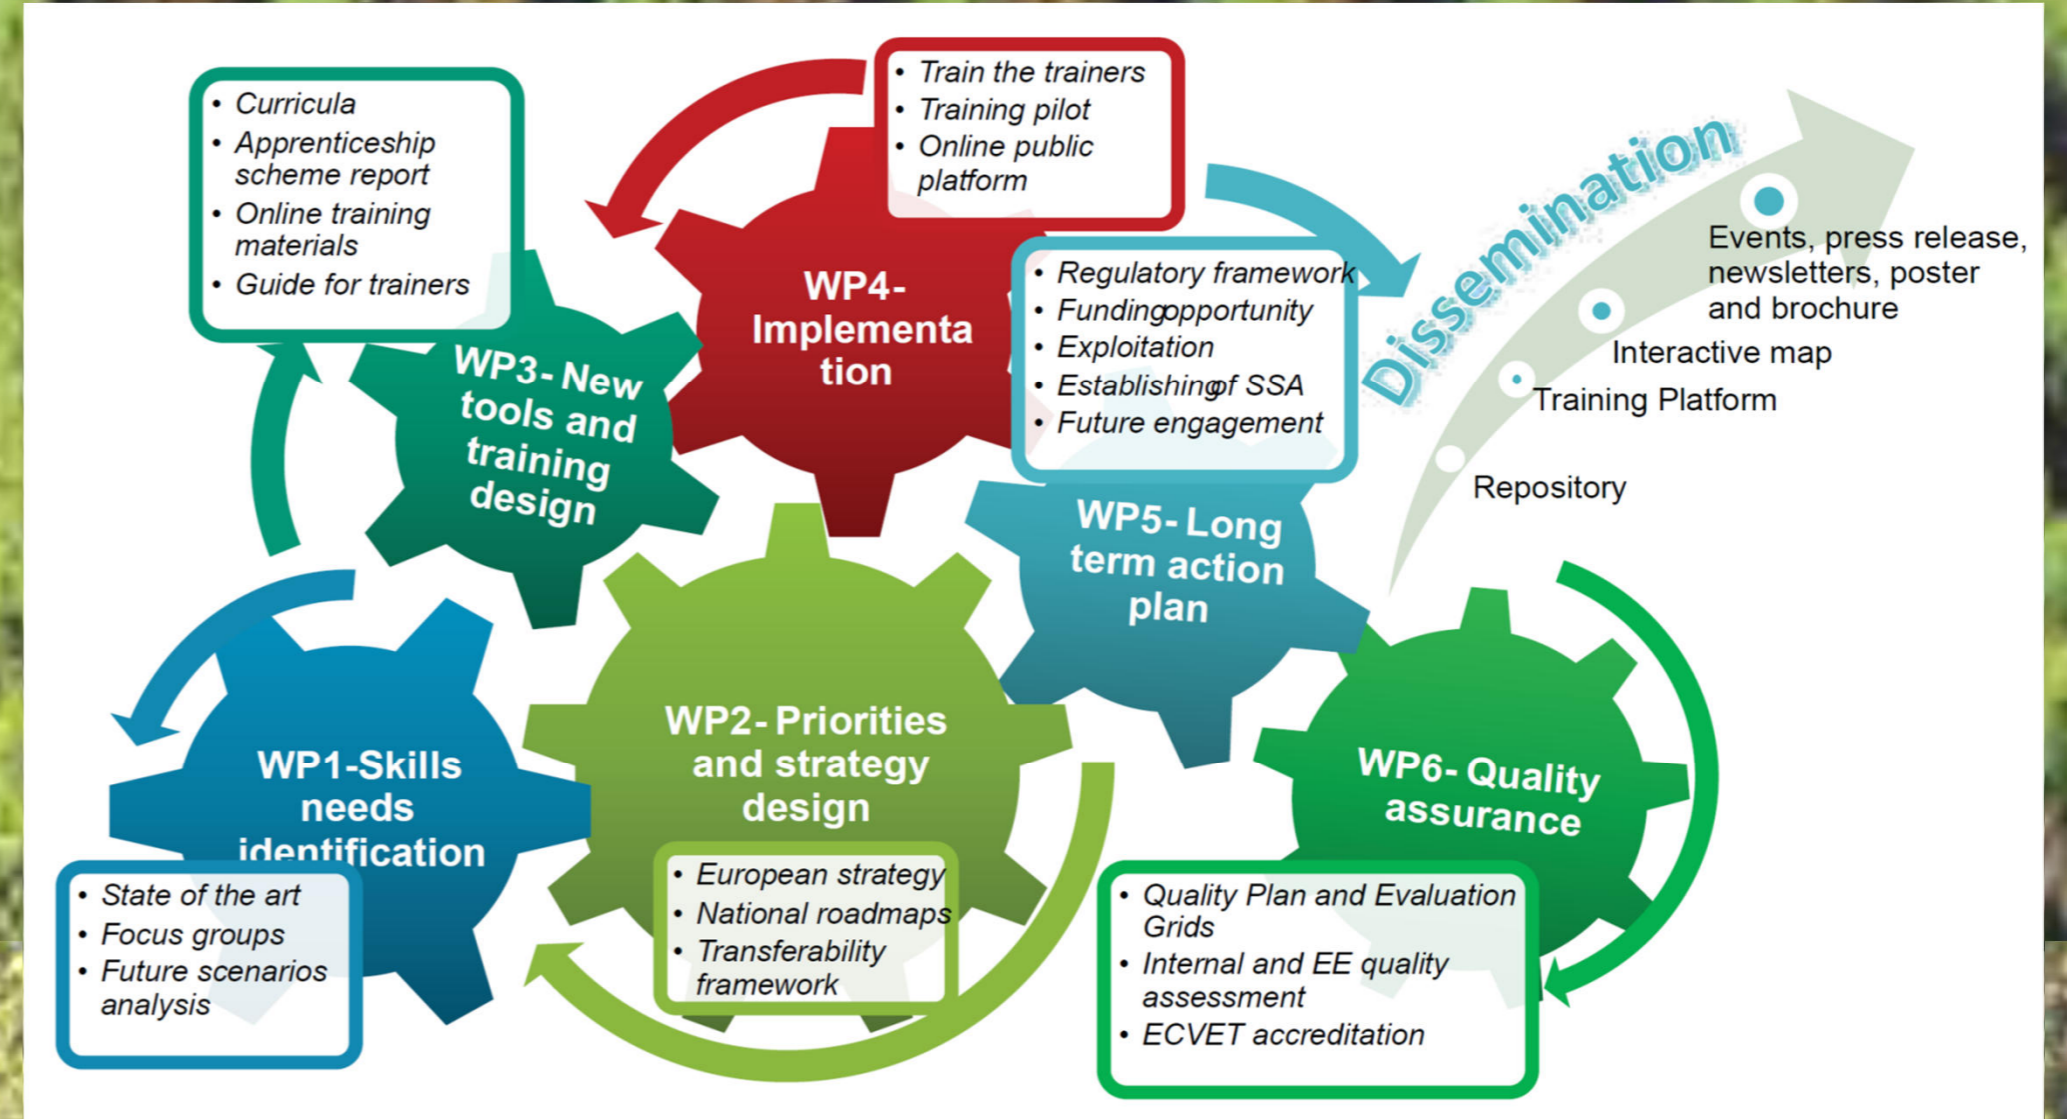 • Curricula
• Apprenticeship
scheme report
• Online training
materials
• Guide for trainers
• Train the trainers
• Training pilot
• Online public
platform
WP3- New
tools and
training
design
WP4-
Implementa
tion
• Regulatory framework
• Fundingopportunity
• Exploitation
• Establishingof SSA
• Future engagement
WP5- Long
term action
plan
Dissemination
Events, press release,
newsletters, poster
and brochure
Interactive map
Training Platform
Repository
WP1-Skills
needs
identification
• State of the art
• Focus groups
• Future scenarios
analysis
WP2- Priorities
and strategy
design
• European strategy
• National roadmaps
• Transferability
framework
WP6- Quality
assurance
• Quality Plan and Evaluation
Grids
• Internal and EE quality
assessment
• ECVET accreditation